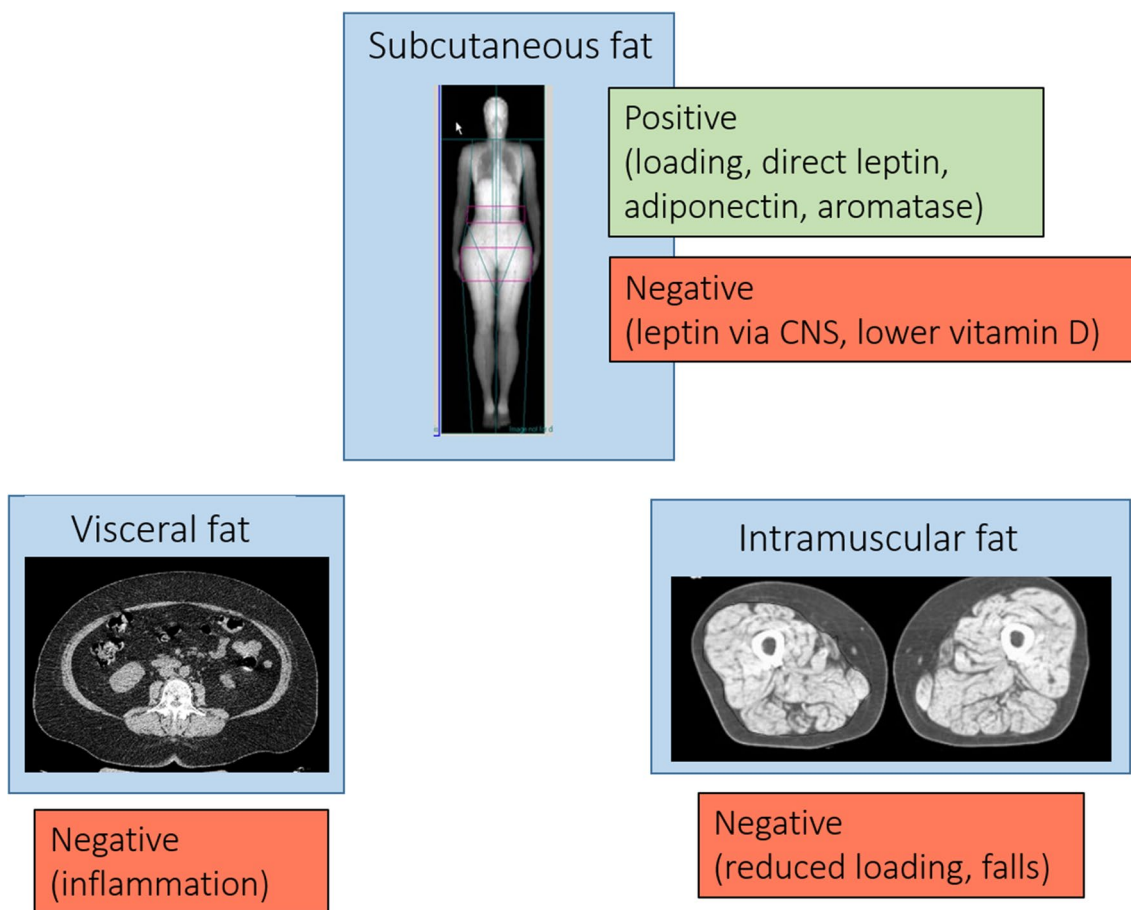 Subcutaneous fat
Positive
(loading, direct leptin,
adiponectin, aromatase)
Negative
(leptin via CNS, lower vitamin D)
Visceral fat
Negative
(inflammation)
Intramuscular fat
Negative
(reduced loading, falls)